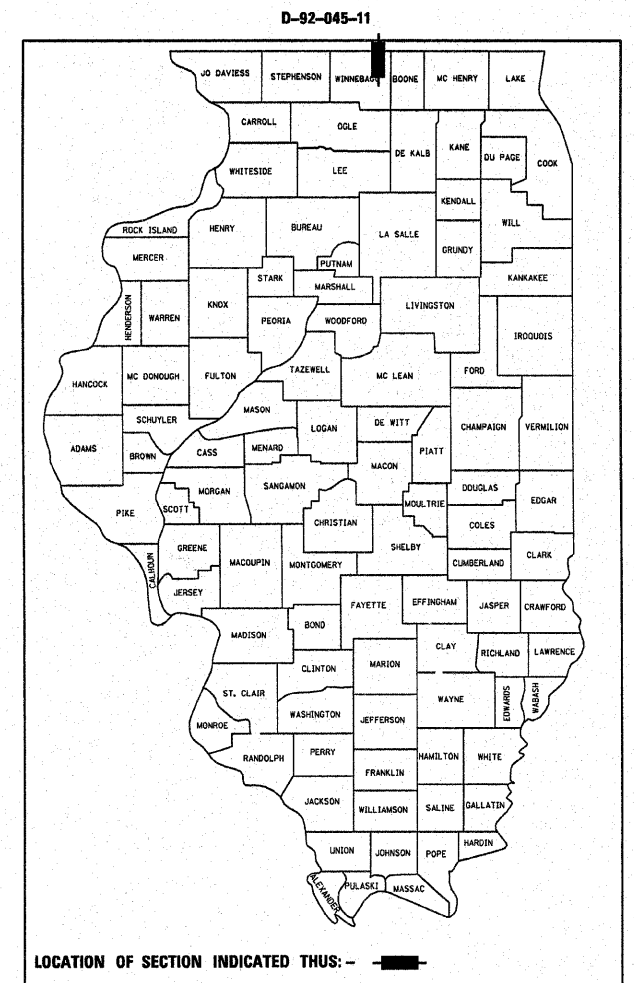 D-92-045-11
JO DAVIESS
STEPHENSON
WINNEBAGO
BOONE
MC HENRY
LAKE
CARROLL
OGLE
DE KALB
KANE
DU PAGE
COOK
WHITESIDE
LEE
KENDALL
ROCK ISLAND
HENRY
BUREAU
LA SALLE
GRUNDY
WILL
MERCER
PUTNAM
STARK
MARSHALL
KANKAKEE
HENDERSON
WARREN
KNOX
PEORIA
WOODFORD
LIVINGSTON
IROQUOIS
HANCOCK
MC DONOUGH
FULTON
TAZEWELL
MC LEAN
FORD
MASON
SCHUYLER
LOGAN
DE WITT
CHAMPAIGN
VERMILION
ADAMS
BROWN
CASS
MENARD
MACON
PIATT
PIKE
SCOTT
MORGAN
SANGAMON
CHRISTIAN
MOULTRIE
DOUGLAS
EDGAR
COLES
CALHOUN
GREENE
MACOUPIN
MONTGOMERY
SHELBY
CUMBERLAND
CLARK
JERSEY
FAYETTE
EFFINGHAM
JASPER
CRAWFORD
MADISON
BOND
CLAY
RICHLAND
LAWRENCE
CLINTON
MARION
ST. CLAIR
WAYNE
EDWARDS
WABASH
MONROE
WASHINGTON
JEFFERSON
RANDOLPH
PERRY
HAMILTON
WHITE
FRANKLIN
JACKSON
WILLIAMSON
SALINE
GALLATIN
UNION
JOHNSON
POPE
HARDIN
ALEXANDER
PULASKI
MASSAC
LOCATION OF SECTION INDICATED THUS: -